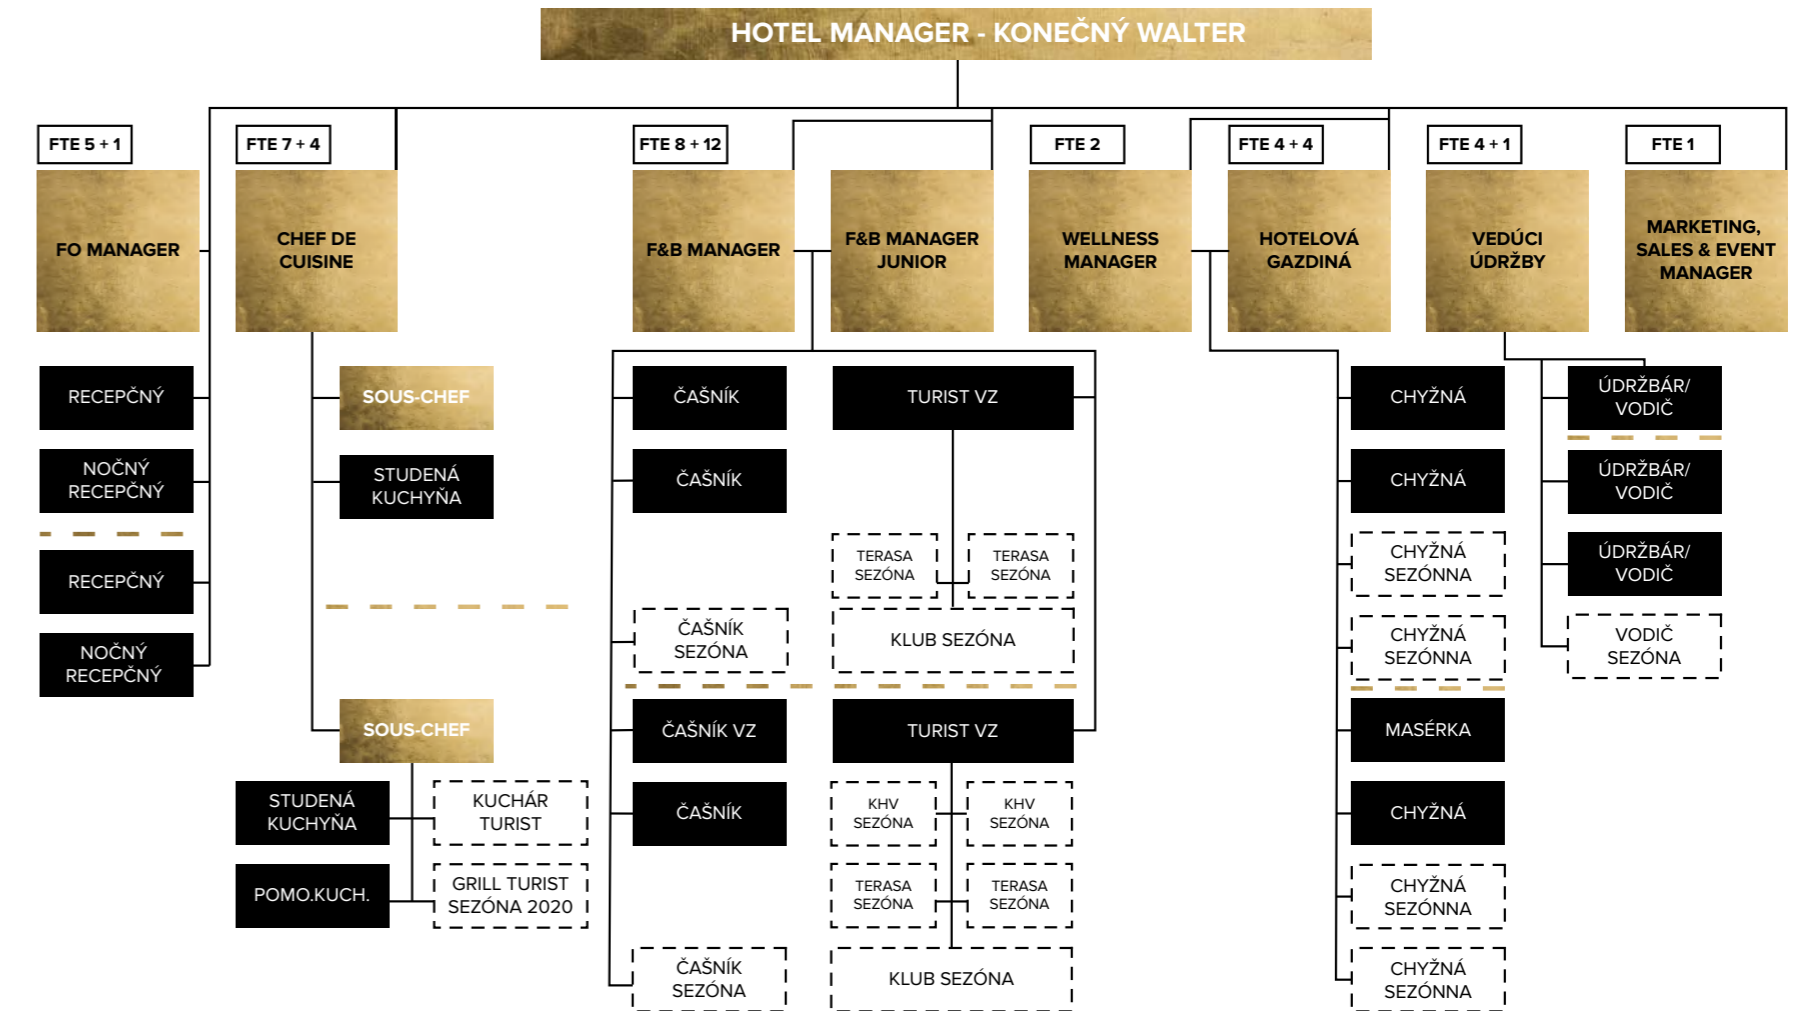 HOTEL MANAGER - KONEČNÝ WALTER
FTE 5 + 1
FTE 7 + 4
FTE 8 + 12
FTE 2
FTE 4 + 4
FTE 4 + 1
FTE 1
FO MANAGER
CHEF DE
CUISINE
F&B MANAGER
F&B MANAGER
JUNIOR
WELLNESS
MANAGER
HOTELOVÁ
GAZDINÁ
VEDÚCI
ÚDRŽBY
MARKETING,
SALES & EVENT
MANAGER
RECEPČNÝ
NOČNÝ
RECEPČNÝ
RECEPČNÝ
NOČNÝ
RECEPČNÝ
SOUS-CHEF
STUDENÁ
KUCHYŇA
SOUS-CHEF
STUDENÁ
KUCHYŇA
KUCHÁR
TURIST
POMO.KUCH.
GRILL TURIST
SEZÓNA 2020
ČAŠNÍK
ČAŠNÍK
ČAŠNÍK
SEZÓNA
ČAŠNÍK VZ
ČAŠNÍK
ČAŠNÍK
SEZÓNA
TURIST VZ
TERASA
SEZÓNA
TERASA
SEZÓNA
KLUB SEZÓNA
TURIST VZ
KHV
SEZÓNA
KHV
SEZÓNA
TERASA
SEZÓNA
TERASA
SEZÓNA
KLUB SEZÓNA
CHYŽNÁ
CHYŽNÁ
CHYŽNÁ
SEZÓNNA
CHYŽNÁ
SEZÓNNA
MASÉRKA
CHYŽNÁ
CHYŽNÁ
SEZÓNNA
CHYŽNÁ
SEZÓNNA
ÚDRŽBÁR/
VODIČ
ÚDRŽBÁR/
VODIČ
ÚDRŽBÁR/
VODIČ
VODIČ
SEZÓNA